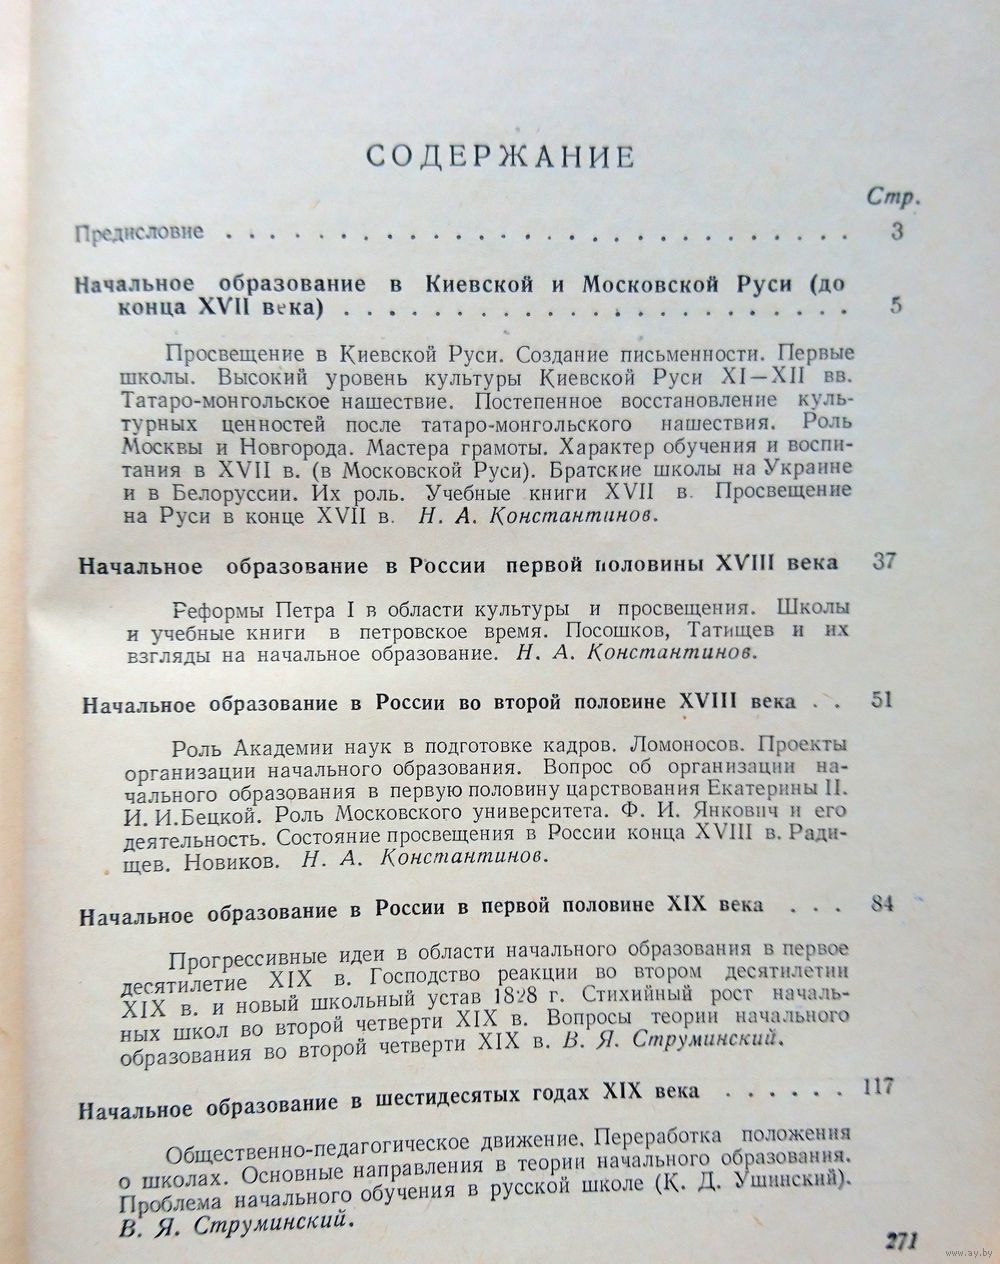 СОДЕРЖАНИЕ
Стр.
Предисловие . . . . . . . . . . . . . . . . . . . . . . 3
Начальное образование в Киевской и Московской Руси (до
конца XVII века) . . . . . . . . . . . . . . . . . . 5
Просвещение в Киевской Руси. Создание письменности. Первые
школы. Высокий уровень культуры Киевской Руси XI—XII вв.
Татаро-монгольское нашествие. Постепенное восстановление куль-
турных ценностей после татаро-монгольского нашествия. Роль
Москвы и Новгорода. Мастера грамоты. Характер обучения и воспи-
тания в XVII в. (в Московской Руси). Братские школы на Украине
и в Белоруссии. Их роль. Учебные книги XVII в. Просвещение
на Руси в конце XVII в. Н. А. Константинов.
Начальное образование в России первой половины XVIII века 37
Реформы Петра I в области культуры и просвещения. Школы
и учебные книги в петровское время. Посошков, Татищев и их
взгляды на начальное образование. Н. А. Константинов.
Начальное образование в России во второй половине XVIII века . . 51
Роль Академии наук в подготовке кадров. Ломоносов. Проекты
организации начального образования. Вопрос об организации на-
чального образования в первую половину царствования Екатерины II.
И. И. Бецкой. Роль Московского университета. Ф. И. Янкович и его
деятельность. Состояние просвещения в России конца XVIII в. Ради-
щев. Новиков. Н. А. Константинов.
Начальное образование в России в первой половине XIX века . . . 84
Прогрессивные идеи в области начального образования в первое
десятилетие XIX в. Господство реакции во втором десятилетии
XIX в. и новый школьный устав 1828 г. Стихийный рост началь-
ных школ во второй четверти XIX в. Вопросы теории начального
образования во второй четверти XIX в. В. Я. Струминский.
Начальное образование в шестидесятых годах XIX века . . . . . . 117
Общественно-педагогическое движение. Переработка положения
о школах. Основные направления в теории начального образования.
Проблема начального обучения в русской школе (К. Д. Ушинский).
В. Я. Струминский.
271
www.ay.by